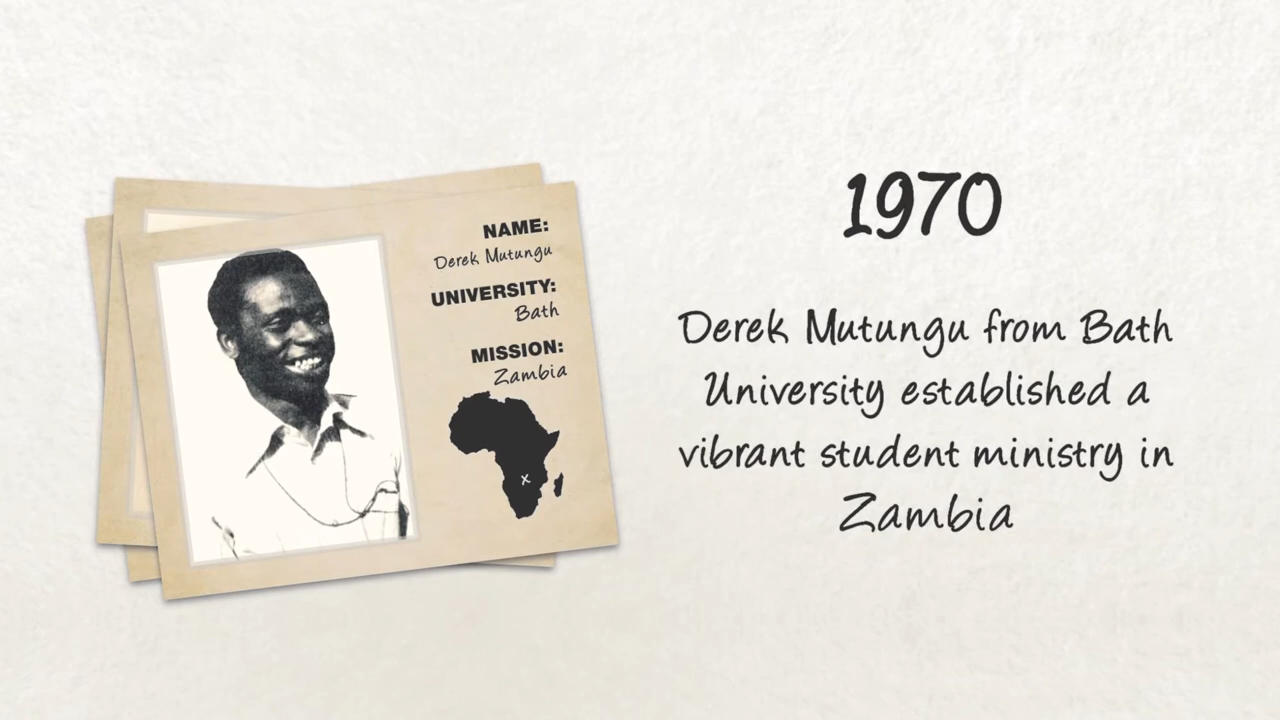 NAME:
Derek Mutungu
UNIVERSITY:
Bath
MISSION:
Zambia
x
1970
Derek Mutungu from Bath
University established a
vibrant student ministry in
Zambia